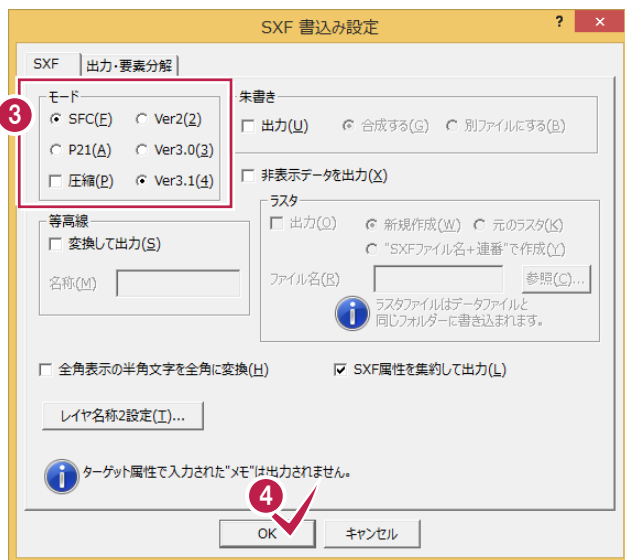 SXF 書込み設定
? ×
SXF 出力・要素分解
モード
SFC(F) Ver2(2)
P21(A) Ver3.0(3)
圧縮(P) Ver3.1(4)
3
朱書き
出力(U) 合成する(G) 別ファイルにする(B)
非表示データを出力(X)
ラスタ
出力(O) 新規作成(W) 元のラスタ(K)
"SXFファイル名+連番"で作成(Y)
ファイル名(R) 参照(C)...
ラスタファイルはデータファイルと
同じフォルダーに書き込まれます。
等高線
変換して出力(S)
名称(M)
全角表示の半角文字を全角に変換(H) SXF属性を集約して出力(L)
レイヤ名称2設定(T)...
ターゲット属性で入力された"メモ"は出力されません。
4
OK キャンセル